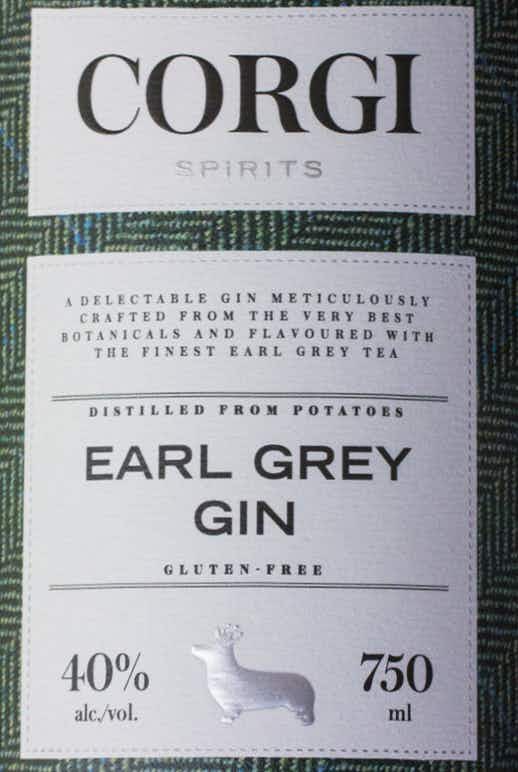 CORGI
SPIRITS
A DELECTABLE GIN METICULOUSLY
CRAFTED FROM THE VERY BEST
BOTANICALS AND FLAVOURED WITH
THE FINEST EARL GREY TEA
DISTILLED FROM POTATOES
EARL GREY
GIN
GLUTEN-FREE
40% 750
alc./vol. ml